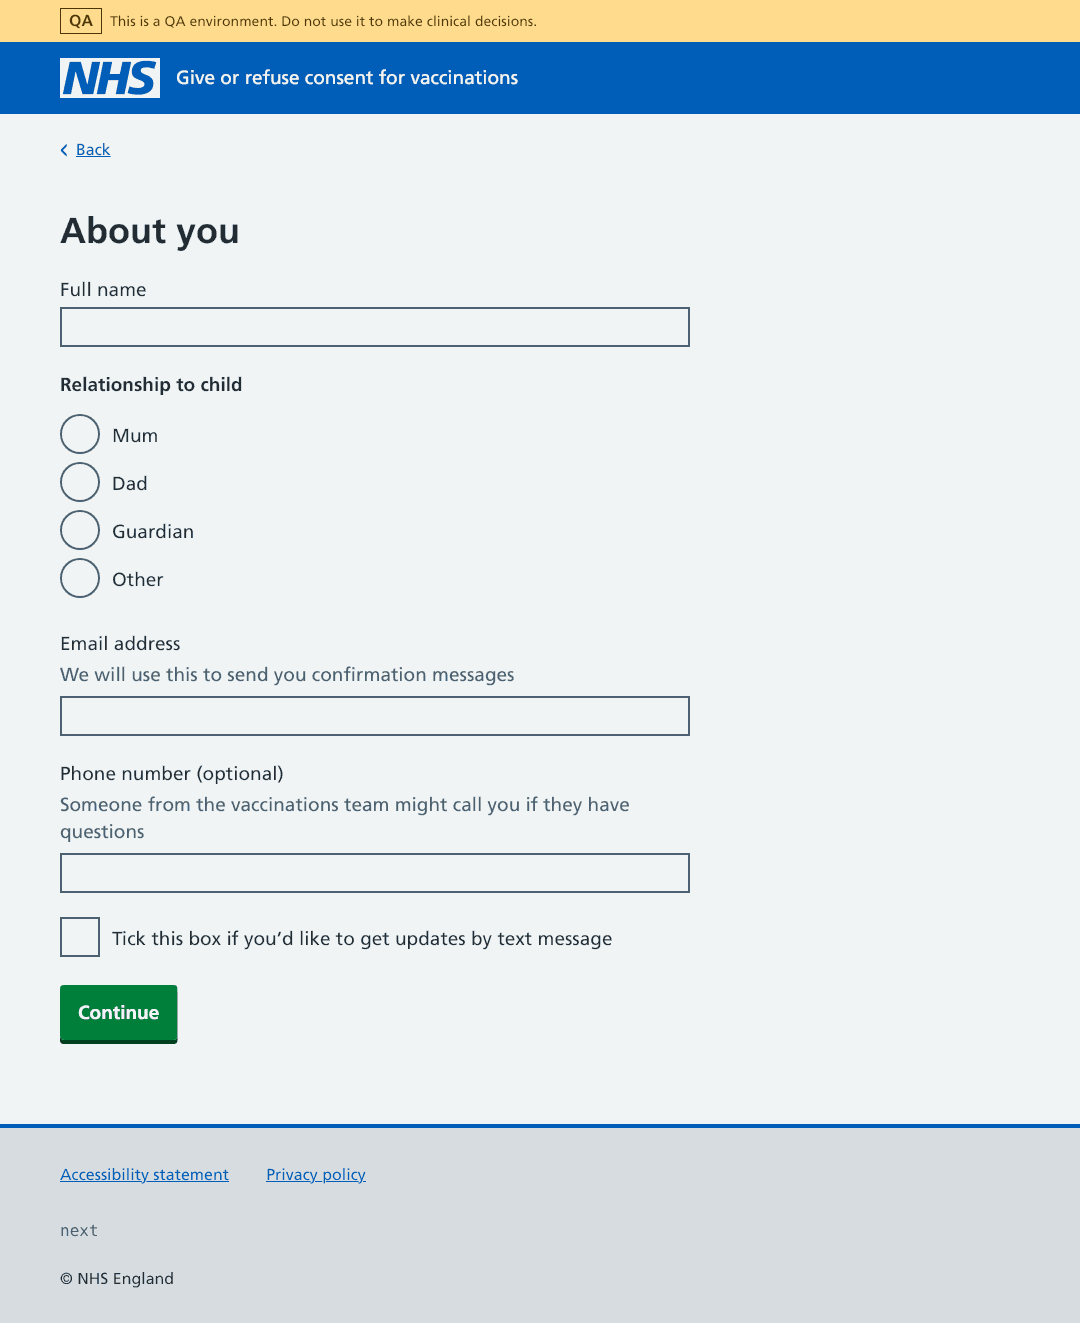 QA This is a QA environment. Do not use it to make clinical decisions.
NHS Give or refuse consent for vaccinations
Back
About you
Full name
Relationship to child
Mum
Dad
Guardian
Other
Email address
We will use this to send you confirmation messages
Phone number (optional)
Someone from the vaccinations team might call you if they have
questions
Tick this box if you’d like to get updates by text message
Continue
Accessibility statement Privacy policy
next
© NHS England